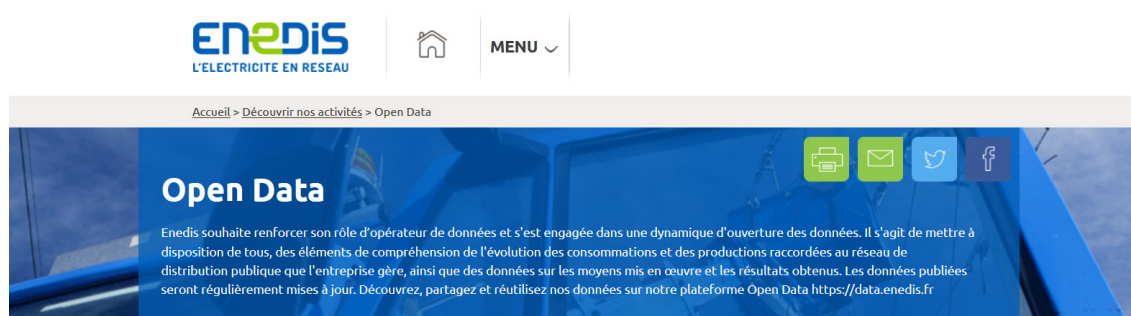 Enedis
L'ELECTRICITE EN RESEAU
MENU
Accueil > Découvrir nos activités > Open Data
Open Data
Enedis souhaite renforcer son rôle d'opérateur de données et s'est engagée dans une dynamique d'ouverture des données. Il s'agit de mettre à
disposition de tous, des éléments de compréhension de l'évolution des consommations et des productions raccordées au réseau de
distribution publique que l'entreprise gère, ainsi que des données sur les moyens mis en œuvre et les résultats obtenus. Les données publiées
seront régulièrement mises à jour. Découvrez, partagez et réutilisez nos données sur notre plateforme Open Data https://data.enedis.fr